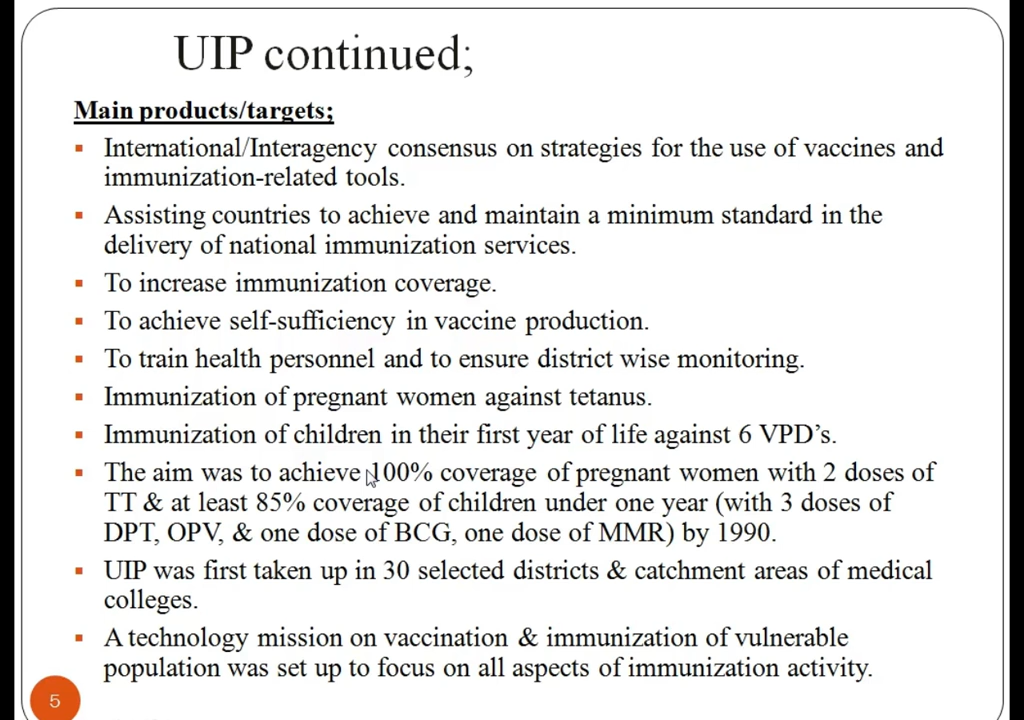 UIP continued;
Main products/targets;
▪ International/Interagency consensus on strategies for the use of vaccines and
immunization-related tools.
▪ Assisting countries to achieve and maintain a minimum standard in the
delivery of national immunization services.
▪ To increase immunization coverage.
▪ To achieve self-sufficiency in vaccine production.
▪ To train health personnel and to ensure district wise monitoring.
▪ Immunization of pregnant women against tetanus.
▪ Immunization of children in their first year of life against 6 VPD’s.
▪ The aim was to achieve 100% coverage of pregnant women with 2 doses of
TT & at least 85% coverage of children under one year (with 3 doses of
DPT, OPV, & one dose of BCG, one dose of MMR) by 1990.
▪ UIP was first taken up in 30 selected districts & catchment areas of medical
colleges.
▪ A technology mission on vaccination & immunization of vulnerable
population was set up to focus on all aspects of immunization activity.
5